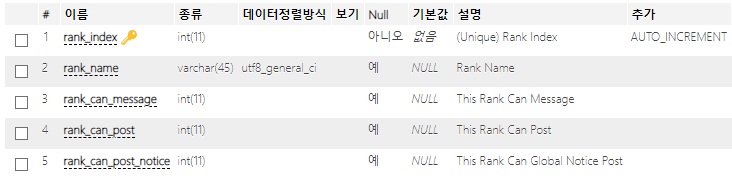 # 이름 종류 데이터정렬방식 보기 Null 기본값 설명 추가
1 rank_index int(11) 아니오 없음 (Unique) Rank Index AUTO_INCREMENT
2 rank_name varchar(45) utf8_general_ci 예 NULL Rank Name
3 rank_can_message int(11) 예 NULL This Rank Can Message
4 rank_can_post int(11) 예 NULL This Rank Can Post
5 rank_can_post_notice int(11) 예 NULL This Rank Can Global Notice Post